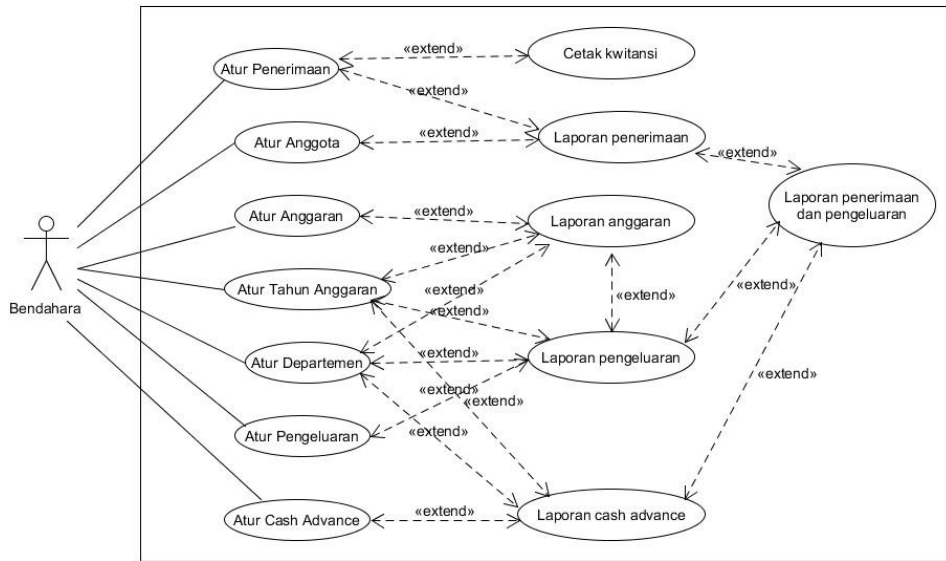 «extend»
Cetak kwitansi
Atur Penerimaan
«extend»
Atur Anggota
«extend»
Laporan penerimaan
«extend»
Laporan penerimaan
dan pengeluaran
Atur Anggaran
«extend»
Laporan anggaran
«extend»
Atur Tahun Anggaran
«extend»
«extend»
«extend»
«extend»
Bendahara
«extend»
Atur Departemen
«extend»
Laporan pengeluaran
«extend»
«extend»
«extend»
Atur Pengeluaran
«extend»
Atur Cash Advance
«extend»
Laporan cash advance